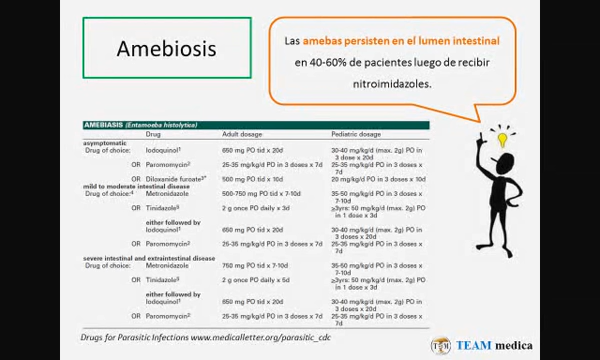 Amebiosis
Las amebas persisten en el lumen intestinal
en 40-60% de pacientes luego de recibir
nitroimidazoles.
AMEBIASIS (Entamoeba histolytica)
Drug Adult dosage Pediatric dosage
asymptomatic
Drug of choice: Iodoquinol¹ 650 mg PO tid x 20d 30-40 mg/kg/d (max. 2g) PO in
3 dose x 20d
OR Paromomycin² 25-35 mg/kg/d PO in 3 doses x 7d 25-35 mg/kg/d PO in 3 doses x
7d
OR Diloxanide furoate³* 500 mg PO tid x 10d 20 mg/kg/d PO in 3 doses x 10d
mild to moderate intestinal disease
Drug of choice:⁴ Metronidazole 500-750 mg PO tid x 7-10d 35-50 mg/kg/d PO in 3 doses x
7-10d
OR Tinidazole⁵ 2 g once PO daily x 3d ≥3yrs: 50 mg/kg/d (max. 2g) PO
in 1 dose x 3d
either followed by
Iodoquinol¹ 650 mg PO tid x 20d 30-40 mg/kg/d (max. 2g) PO in
3 doses x 20d
OR Paromomycin² 25-35 mg/kg/d PO in 3 doses x 7d 25-35 mg/kg/d PO in 3 doses x
7d
severe intestinal and extraintestinal disease
Drug of choice: Metronidazole 750 mg PO tid x 7-10d 35-50 mg/kg/d PO in 3 doses x
7-10d
OR Tinidazole⁵ 2 g once PO daily x 5d ≥3yrs: 50 mg/kg/d (max. 2g) PO
in 1 dose x 3d
either followed by
Iodoquinol¹ 650 mg PO tid x 20d 30-40 mg/kg/d (max. 2g) PO in
3 doses x 20d
OR Paromomycin² 25-35 mg/kg/d PO in 3 doses x 7d 25-35 mg/kg/d PO in 3 doses x
7d
Drugs for Parasitic Infections www.medicalletter.org/parasitic_cdc
TEAM medica